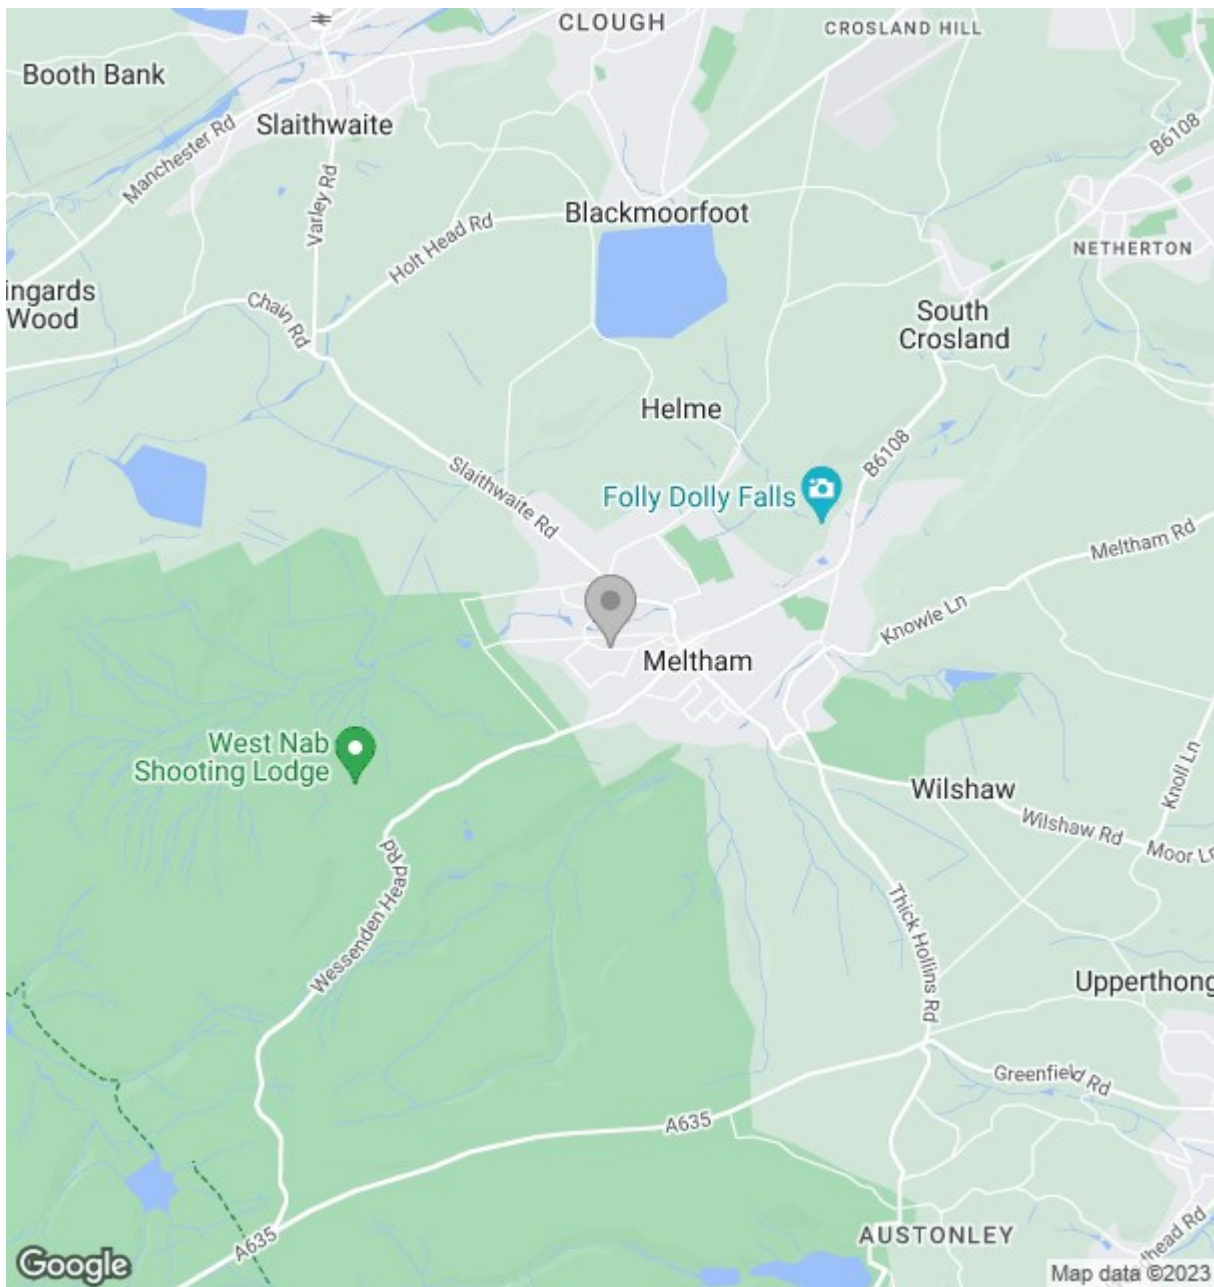 CLOUGH
CROSLAND HILL
Booth Bank
Slaithwaite
Manchester Rd
B6108
Varley Rd
Blackmoorfoot
Holt Head Rd
NETHERTON
ingards
Wood
Chain Rd
South
Crosland
Helme
B6108
Slaithwaite Rd
Folly Dolly Falls
Meltham Rd
Knowle Ln
Meltham
West Nab
Shooting Lodge
Knoll Ln
Wilshaw
Wilshaw Rd
Moor Ln
Wessenden Head Rd
Thick Hollins Rd
Upperthong
Greenfield Rd
A635
A635
AUSTONLEY
dhead Rd
Google
Map data ©2023